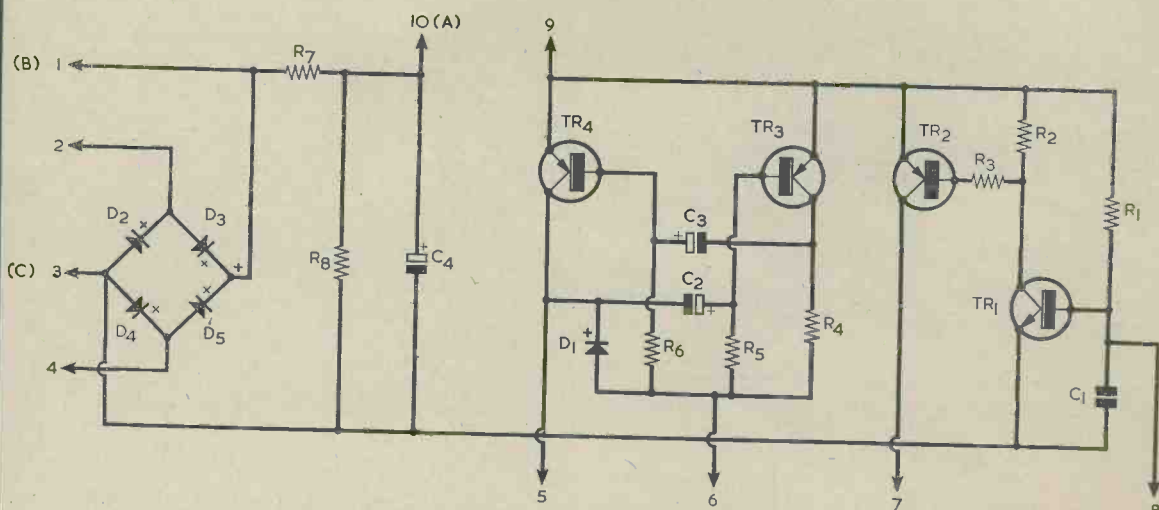 10 (A)
9
(B) 1
R7
2
TR4
TR3
TR2
R2
R3
D2
D3
R1
C3
+
(C) 3
+
R8
+
C4
C2
+
TR1
D4
D5
D1
+
R6
R5
R4
4
C1
5
6
7
8